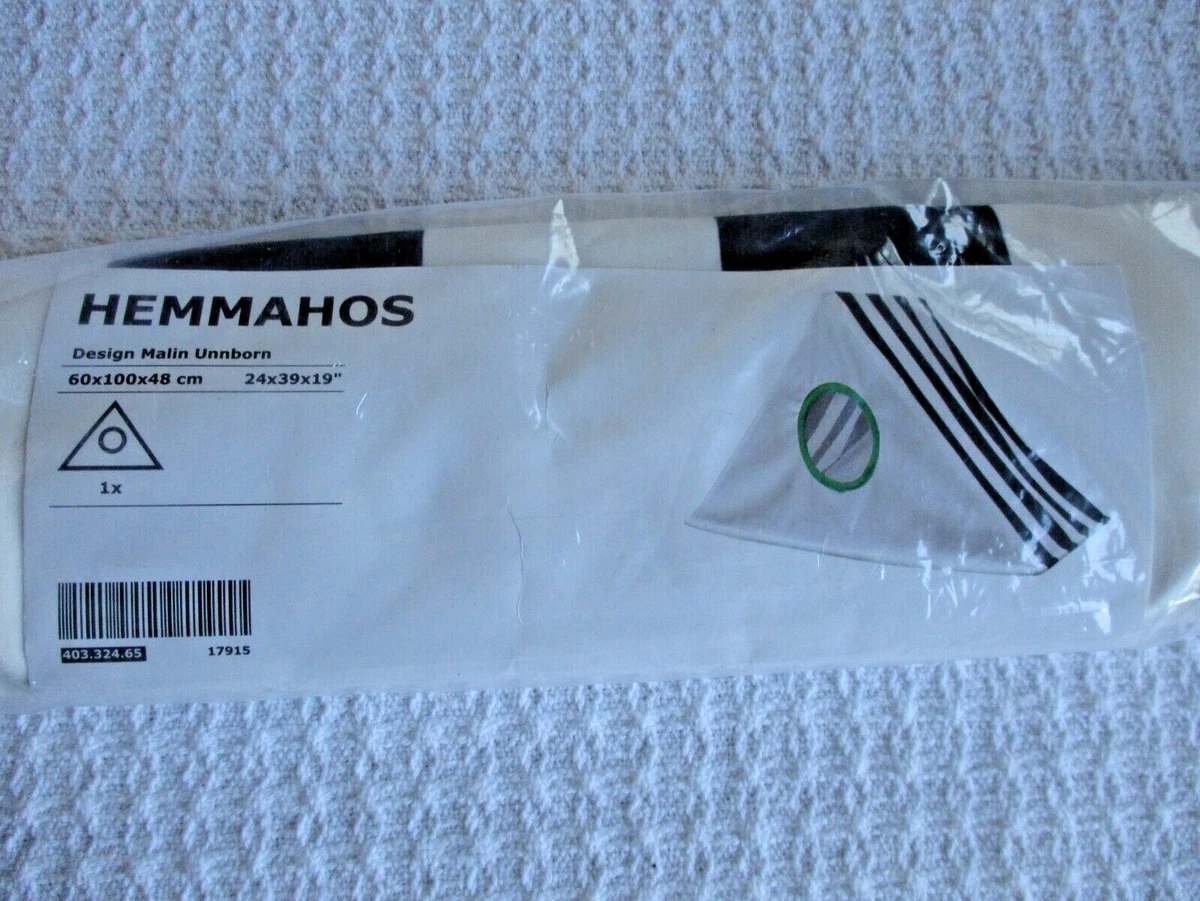 HEMMAHOS
Design Malin Unnborn
60x100x48 cm 24x39x19"
1x
403.324.65 17915